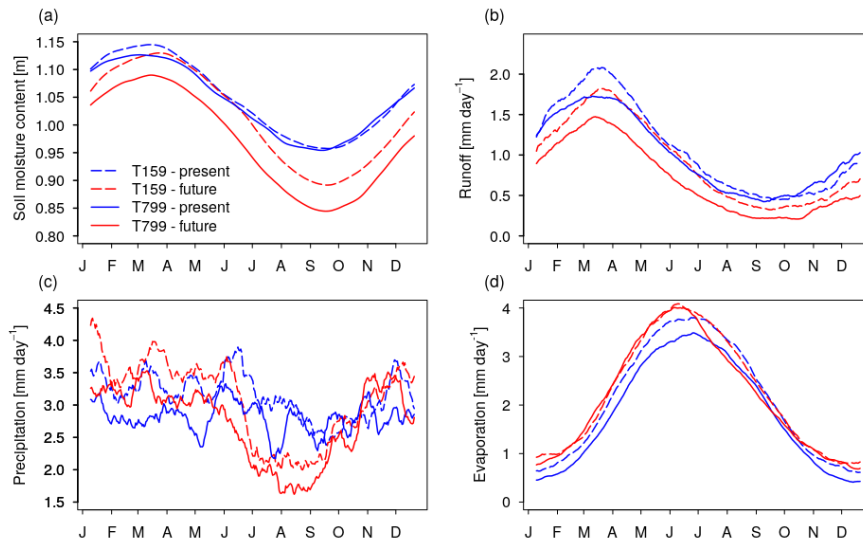 (a)
Soil moisture content [m]
1.15
1.10
1.05
1.00
0.95
0.90
0.85
0.80
T159 - present
T159 - future
T799 - present
T799 - future
J F M A M J J A S O N D
(b)
Runoff [mm day⁻¹]
2.0
1.5
1.0
0.5
0.0
J F M A M J J A S O N D
(c)
Precipitation [mm day⁻¹]
4.5
4.0
3.5
3.0
2.5
2.0
1.5
J F M A M J J A S O N D
(d)
Evaporation [mm day⁻¹]
4
3
2
1
0
J F M A M J J A S O N D